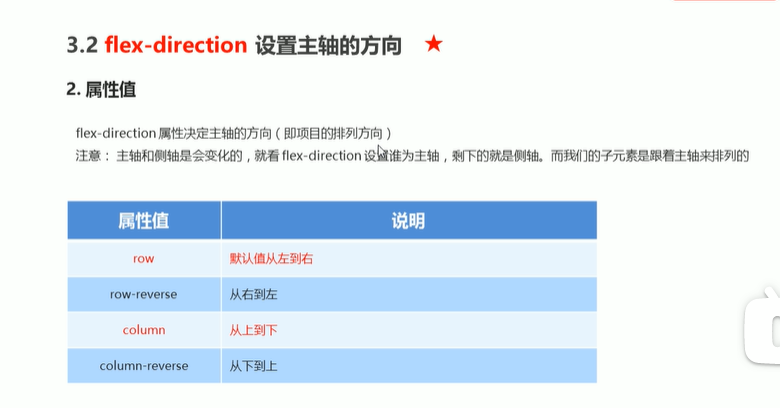 3.2 flex-direction 设置主轴的方向 ★
2. 属性值
flex-direction 属性决定主轴的方向（即项目的排列方向）
注意： 主轴和侧轴是会变化的，就看 flex-direction 设置谁为主轴，剩下的就是侧轴。而我们的子元素是跟着主轴来排列的
属性值 说明
row 默认值从左到右
row-reverse 从右到左
column 从上到下
column-reverse 从下到上